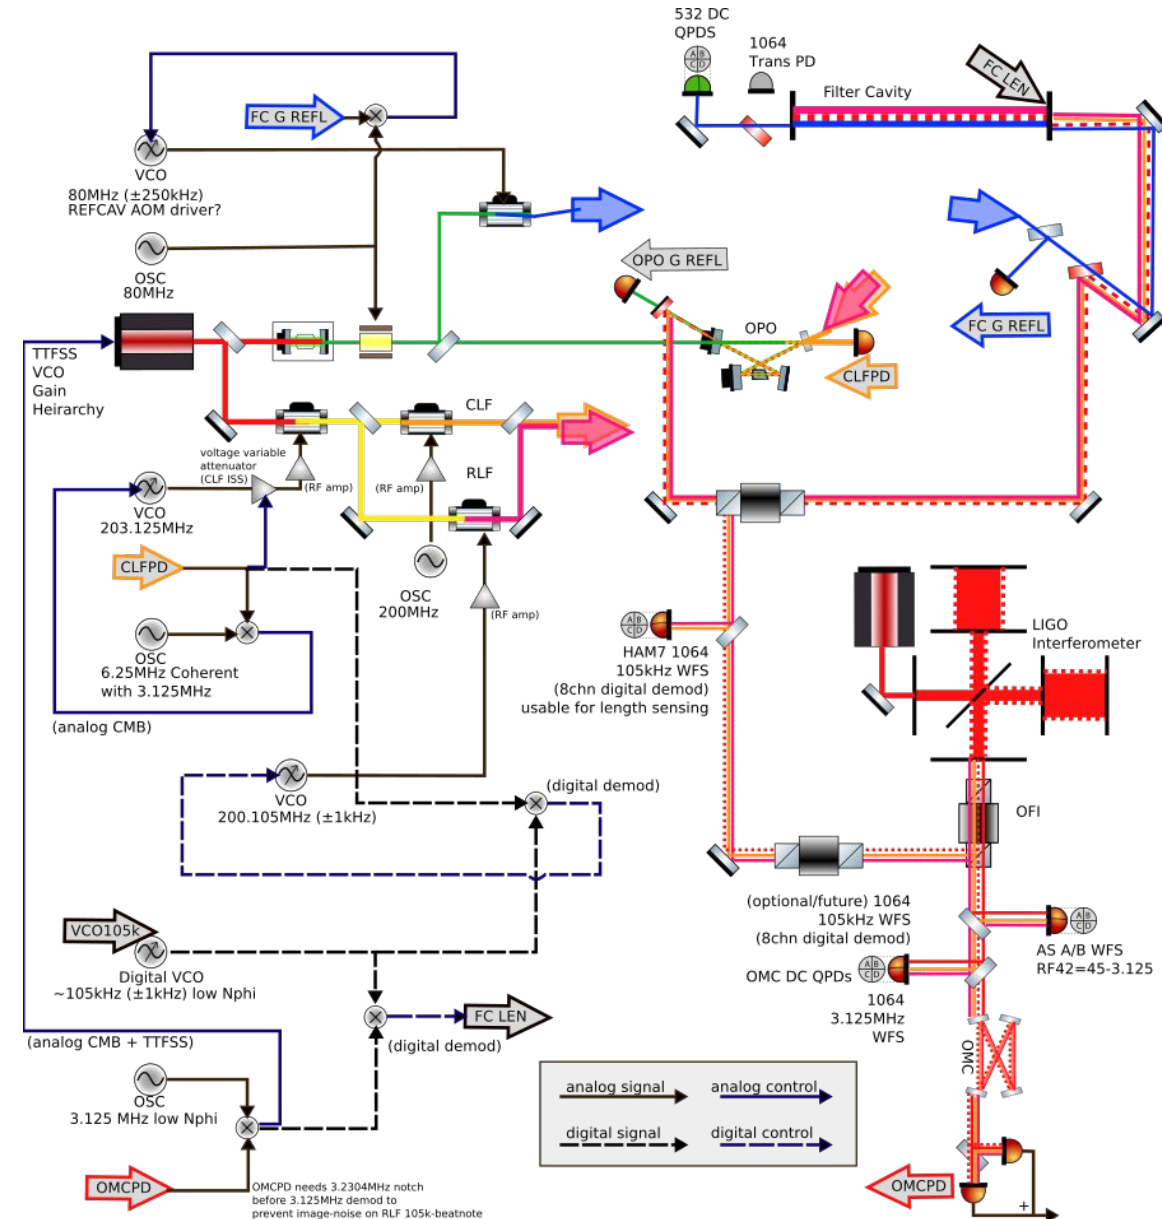 532 DC
QPDS
A B
C D
1064
Trans PD
FC LEN
Filter Cavity
FC G REFL
VCO
80MHz (±250kHz)
REFCAV AOM driver?
OSC
80MHz
OPO G REFL
OPO
FC G REFL
CLFPD
TTFSS
VCO
Gain
Heirarchy
CLF
RLF
voltage variable
attenuator
(CLF ISS)
(RF amp)
(RF amp)
VCO
203.125MHz
CLFPD
OSC
200MHz
(RF amp)
OSC
6.25MHz Coherent
with 3.125MHz
(analog CMB)
A B
C D
HAM7 1064
105kHz WFS
(8chn digital demod)
usable for length sensing
LIGO
Interferometer
VCO
200.105MHz (±1kHz)
(digital demod)
OFI
VCO105k
Digital VCO
~105kHz (±1kHz) low Nphi
(optional/future) 1064
105kHz WFS
(8chn digital demod)
A B
C D
AS A/B WFS
RF42=45-3.125
OMC DC QPDs
A B
C D
1064
3.125MHz
WFS
FC LEN
(digital demod)
(analog CMB + TTFSS)
OMC
OSC
3.125 MHz low Nphi
analog signal
analog control
digital signal
digital control
OMCPD
OMCPD needs 3.2304MHz notch
before 3.125MHz demod to
prevent image-noise on RLF 105k-beatnote
OMCPD
+